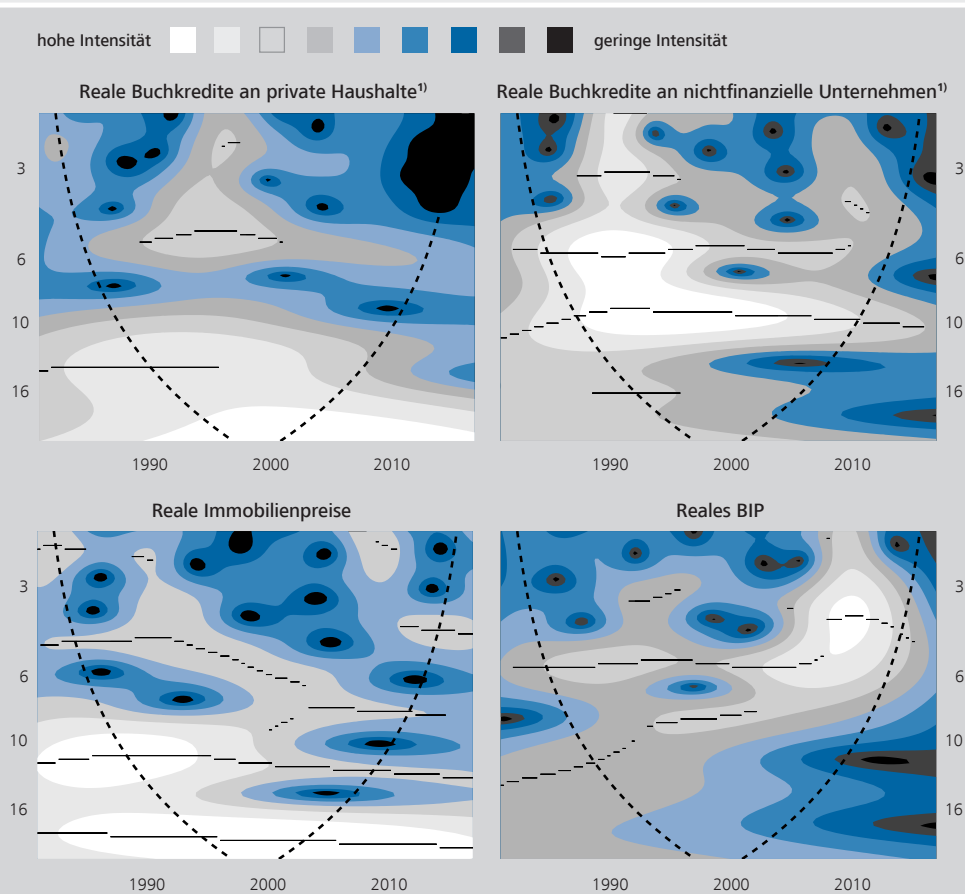 hohe Intensität geringe Intensität
Reale Buchkredite an private Haushalte¹⁾ Reale Buchkredite an nichtfinanzielle Unternehmen¹⁾
3 3
6 6
10 10
16 16
1990 2000 2010 1990 2000 2010
Reale Immobilienpreise Reales BIP
3 3
6 6
10 10
16 16
1990 2000 2010 1990 2000 2010